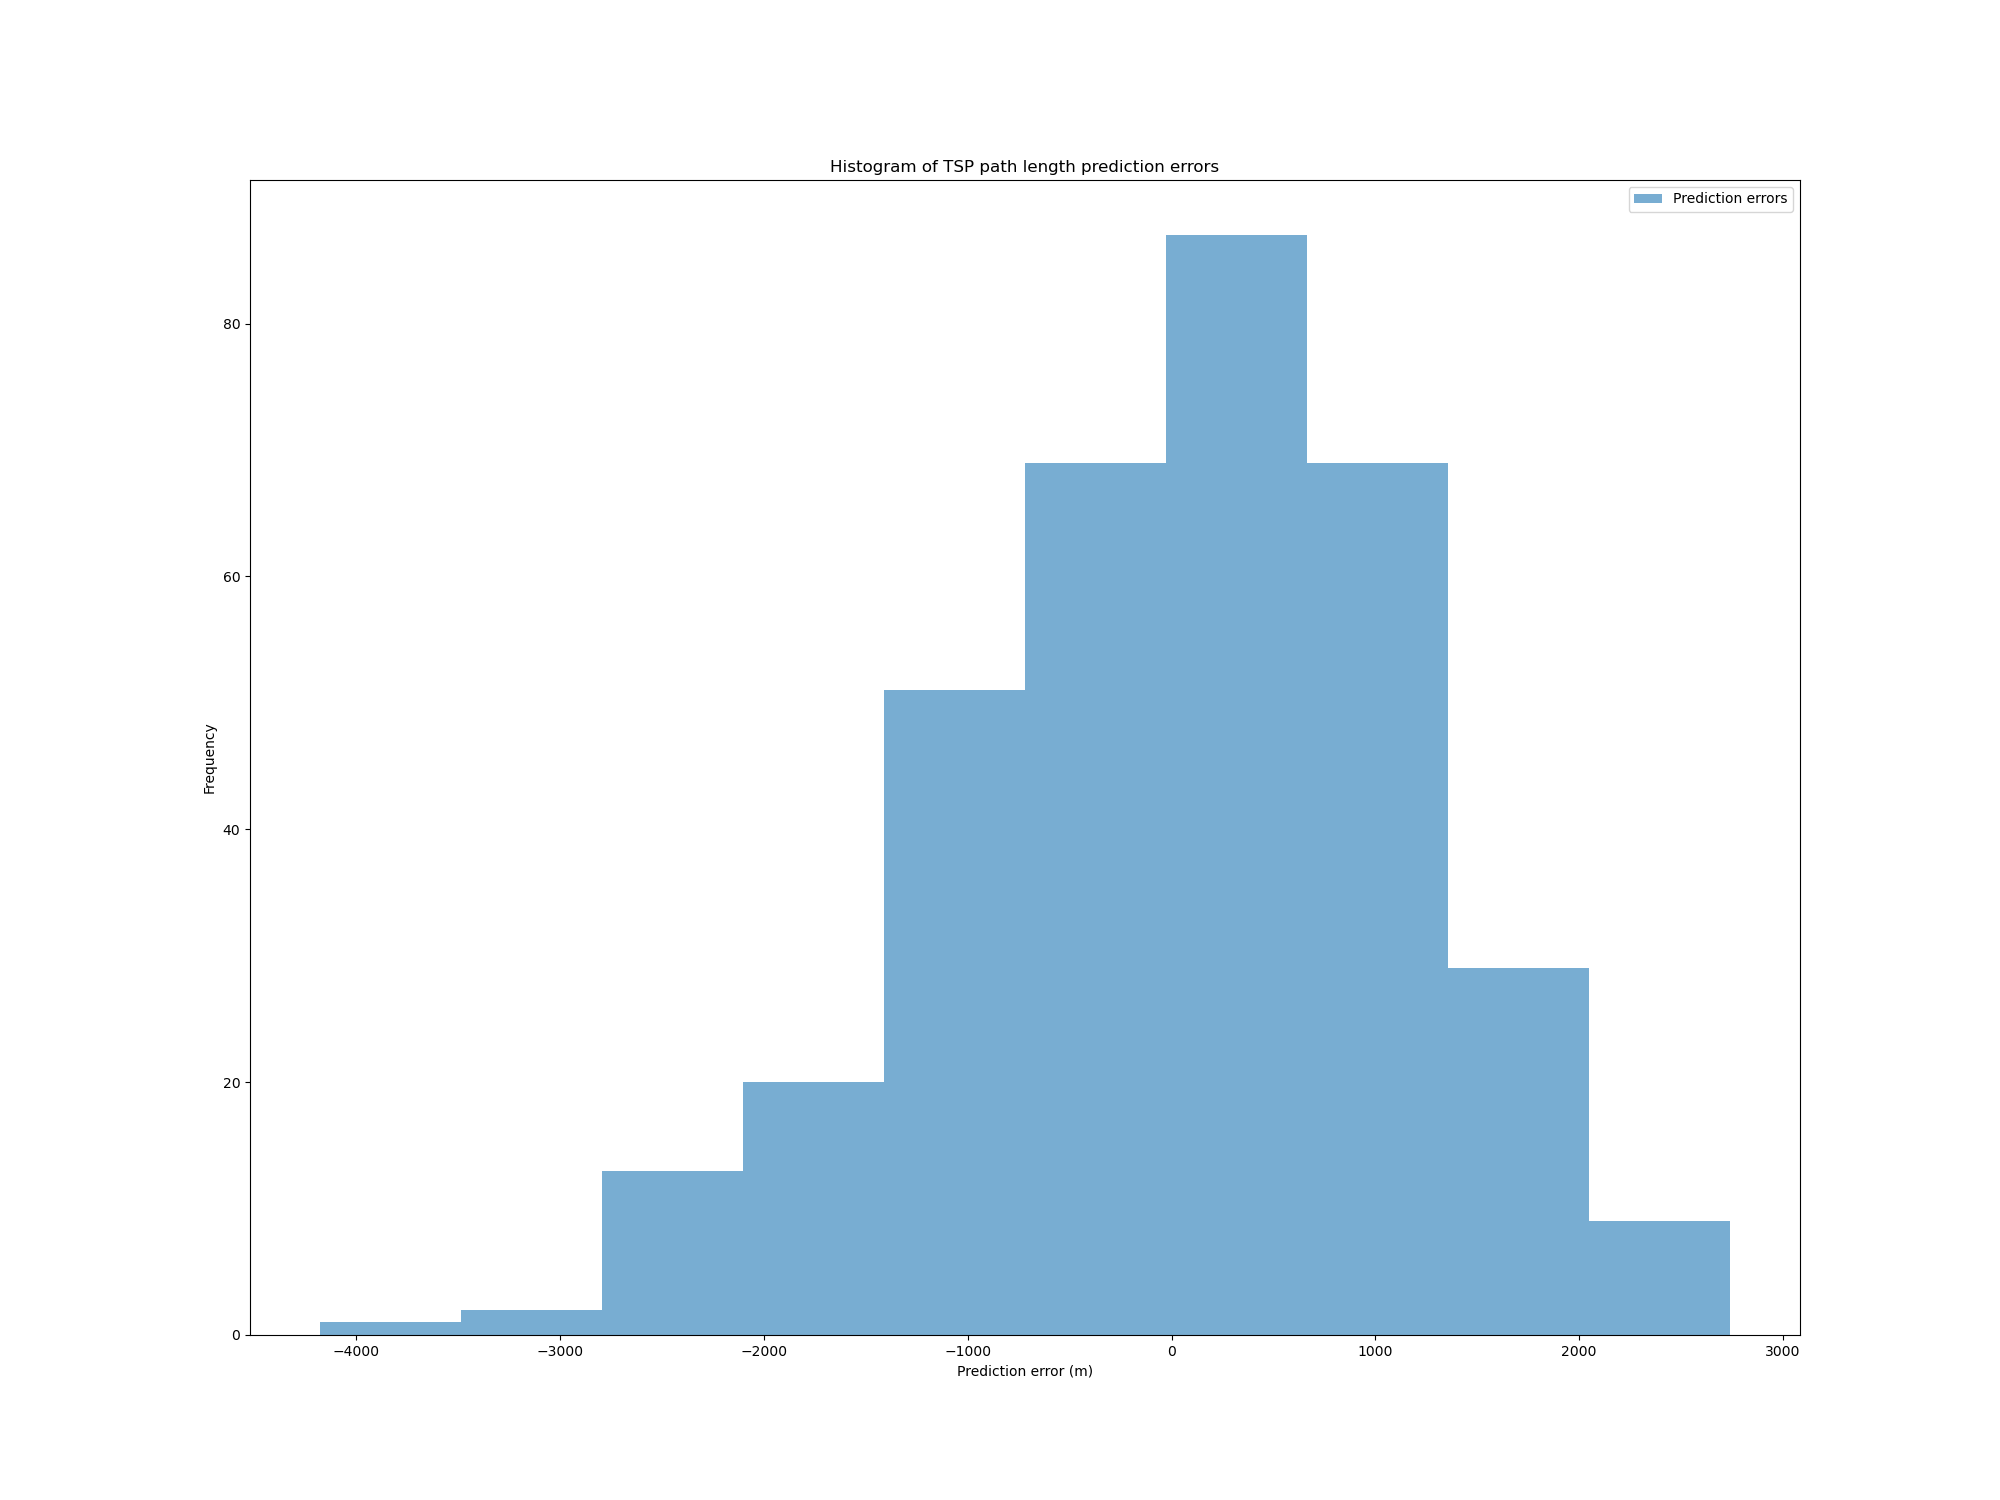 Histogram of TSP path length prediction errors
Prediction errors
80
60
40
20
0
Frequency
−4000 −3000 −2000 −1000 0 1000 2000 3000
Prediction error (m)